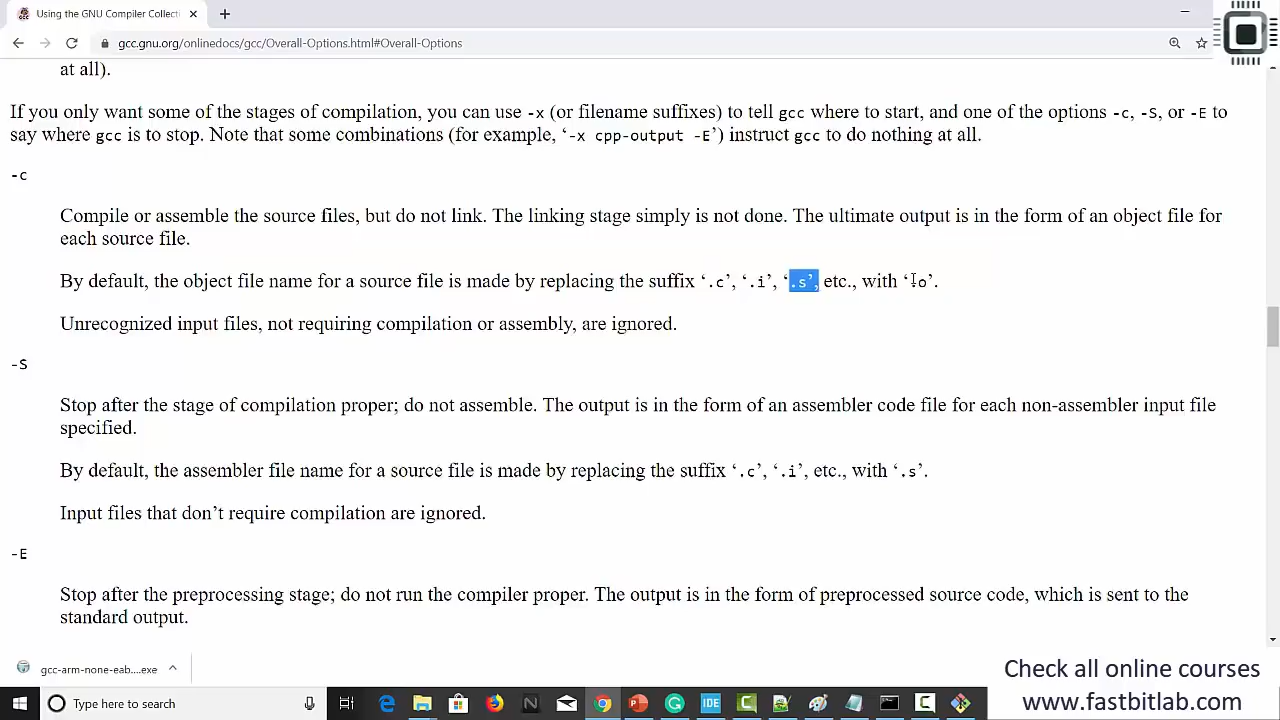 Using the GNU Compiler Collecti
gcc.gnu.org/onlinedocs/gcc/Overall-Options.html#Overall-Options
at all).
If you only want some of the stages of compilation, you can use -x (or filename suffixes) to tell gcc where to start, and one of the options -c, -S, or -E to
say where gcc is to stop. Note that some combinations (for example, ‘-x cpp-output -E’) instruct gcc to do nothing at all.
-c
Compile or assemble the source files, but do not link. The linking stage simply is not done. The ultimate output is in the form of an object file for
each source file.
By default, the object file name for a source file is made by replacing the suffix ‘.c’, ‘.i’, ‘.s’, etc., with ‘.o’.
Unrecognized input files, not requiring compilation or assembly, are ignored.
-S
Stop after the stage of compilation proper; do not assemble. The output is in the form of an assembler code file for each non-assembler input file
specified.
By default, the assembler file name for a source file is made by replacing the suffix ‘.c’, ‘.i’, etc., with ‘.s’.
Input files that don’t require compilation are ignored.
-E
Stop after the preprocessing stage; do not run the compiler proper. The output is in the form of preprocessed source code, which is sent to the
standard output.
gcc-arm-none-eab....exe
Check all online courses
www.fastbitlab.com
Type here to search
IDE